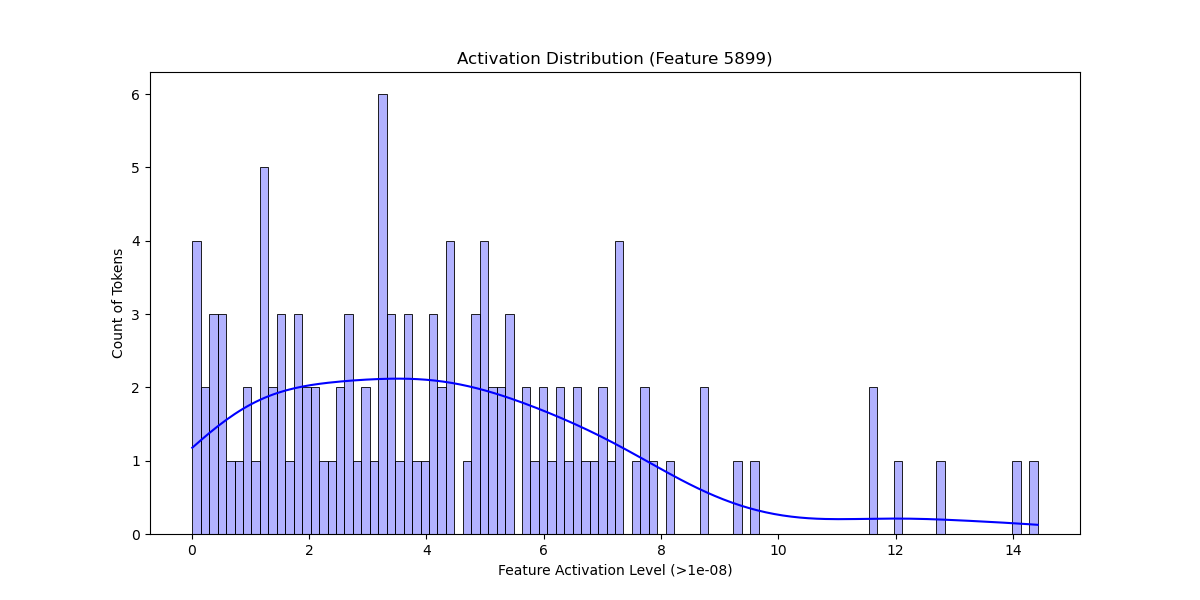 Activation Distribution (Feature 5899)
6
5
4
3
2
1
0
Count of Tokens
0 2 4 6 8 10 12 14
Feature Activation Level (>1e-08)